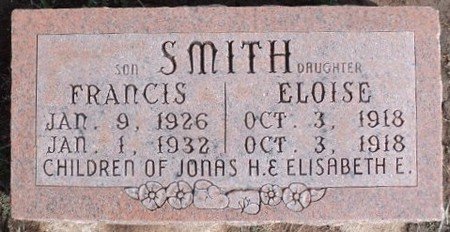 SMITH
SON DAUGHTER
FRANCIS ELOISE
JAN. 9, 1926 OCT. 3, 1918
JAN. 1, 1932 OCT. 3, 1918
CHILDREN OF JONAS H. & ELISABETH E.